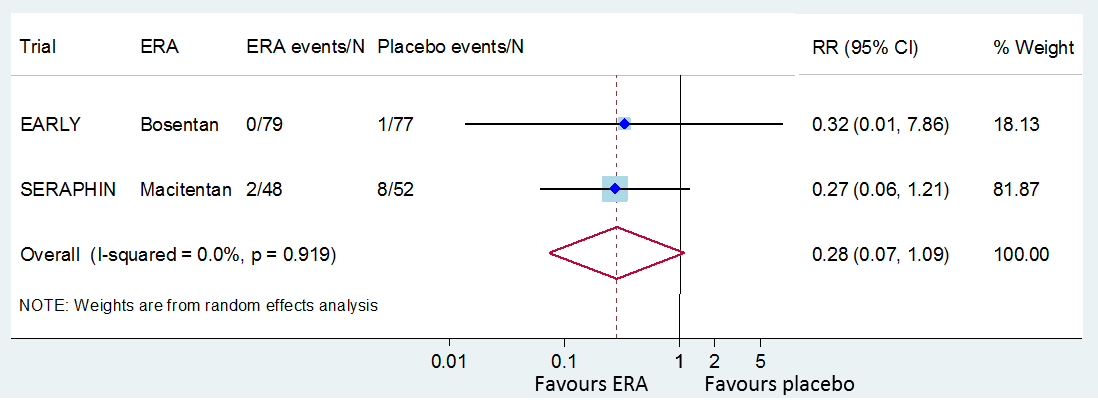 Trial ERA ERA events/N Placebo events/N RR (95% CI) % Weight
EARLY Bosentan 0/79 1/77 0.32 (0.01, 7.86) 18.13
SERAPHIN Macitentan 2/48 8/52 0.27 (0.06, 1.21) 81.87
Overall (I-squared = 0.0%, p = 0.919) 0.28 (0.07, 1.09) 100.00
NOTE: Weights are from random effects analysis
0.01 0.1 1 2 5
Favours ERA Favours placebo